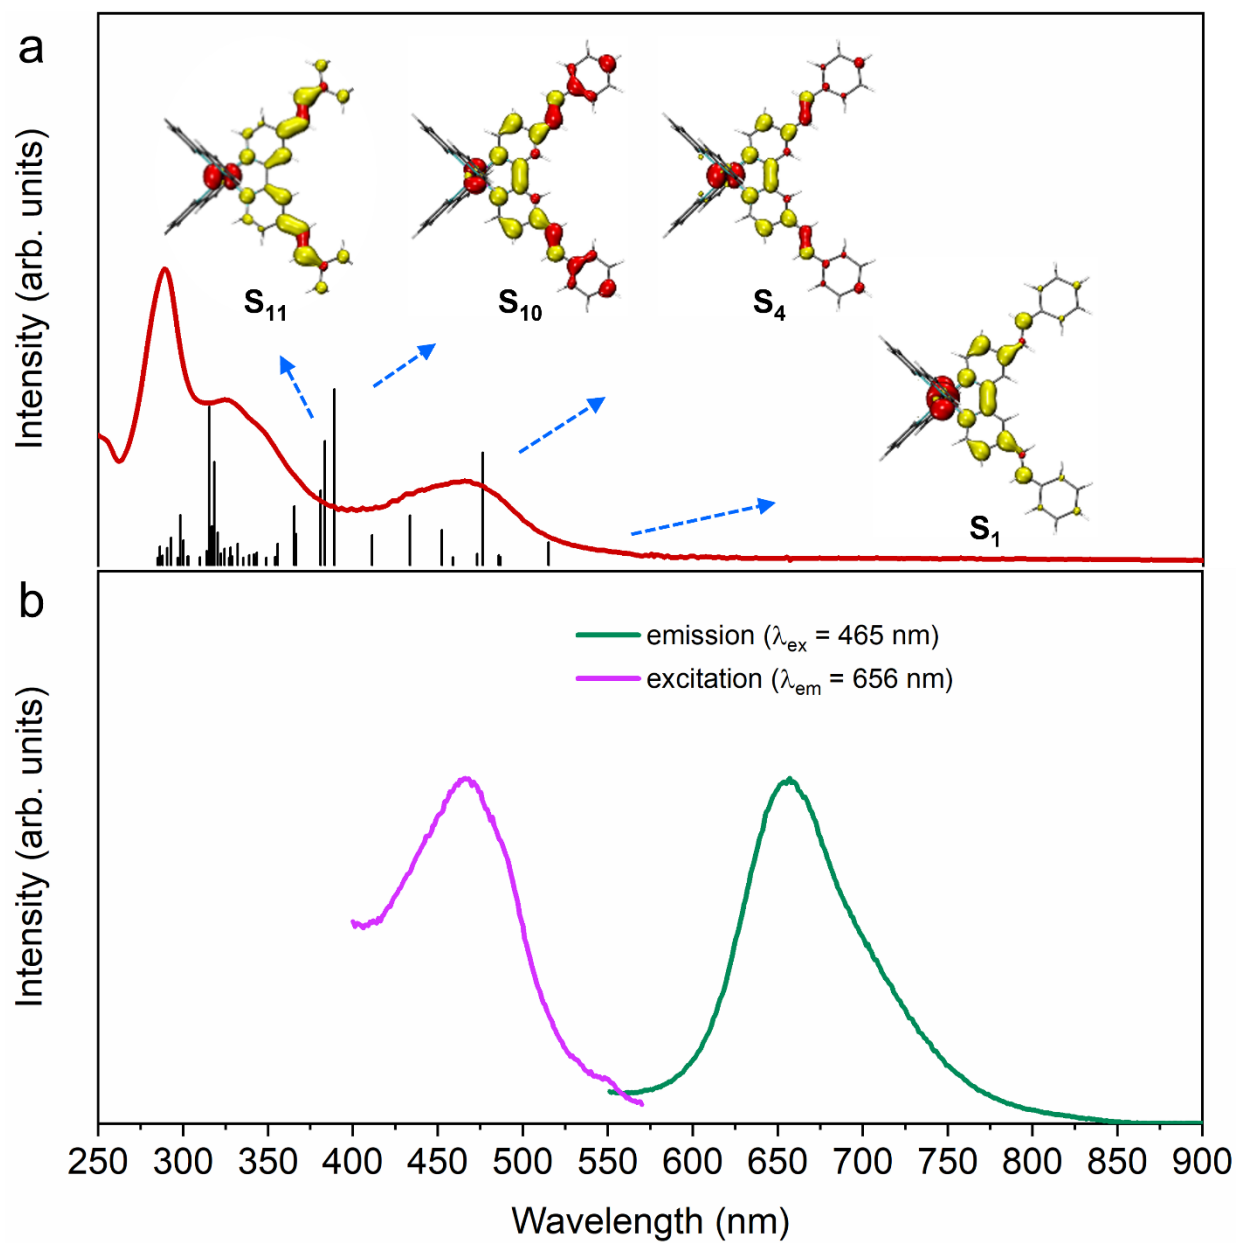 a
Intensity (arb. units)
S11
S10
S4
S1
b
Intensity (arb. units)
emission (λex = 465 nm)
excitation (λem = 656 nm)
250 300 350 400 450 500 550 600 650 700 750 800 850 900
Wavelength (nm)